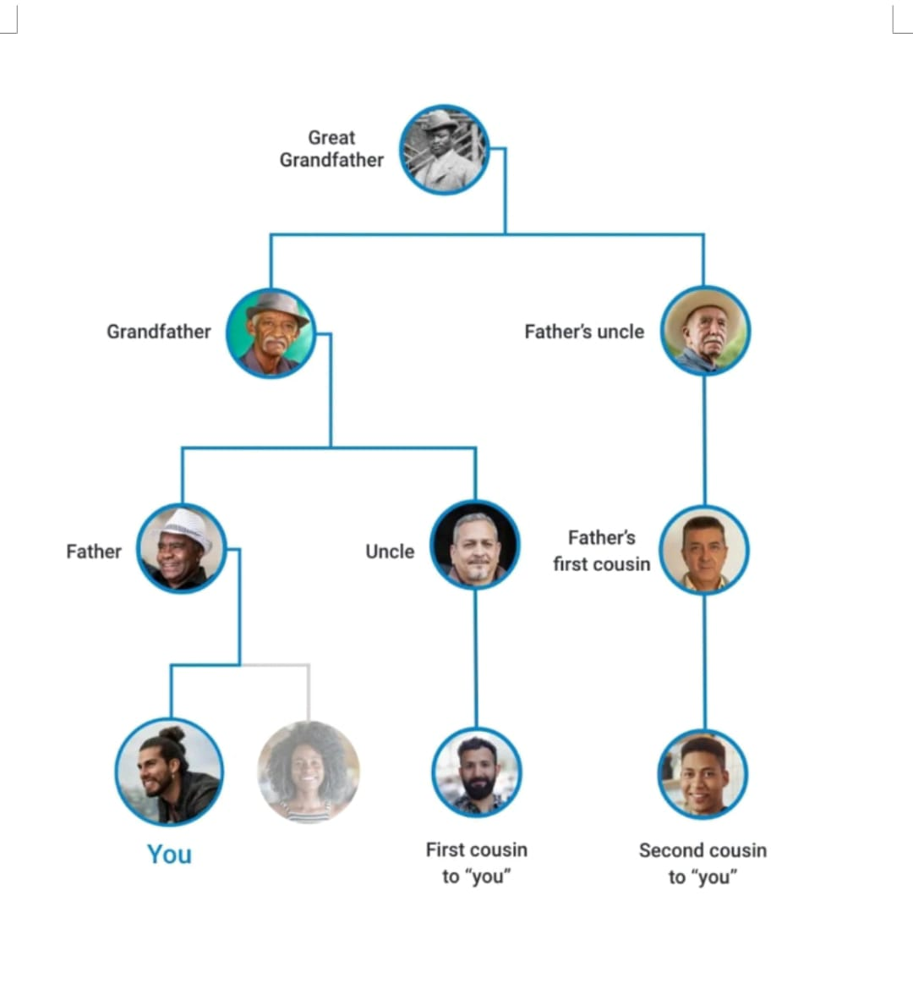 Great
Grandfather
Grandfather
Father's uncle
Father
Uncle
Father's
first cousin
You
First cousin
to “you”
Second cousin
to “you”